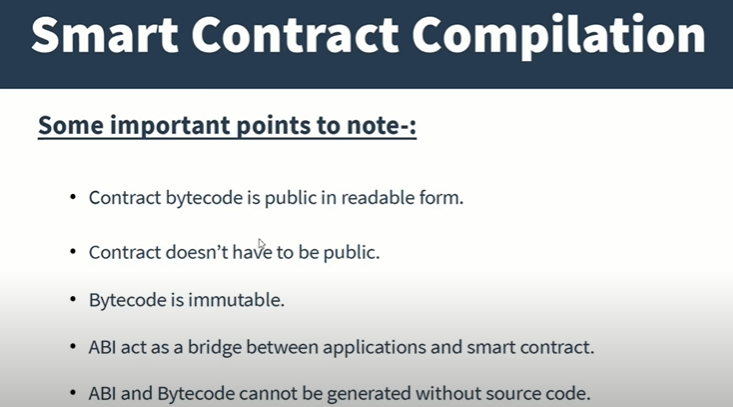 Smart Contract Compilation
Some important points to note-:
• Contract bytecode is public in readable form.
• Contract doesn't have to be public.
• Bytecode is immutable.
• ABI act as a bridge between applications and smart contract.
• ABI and Bytecode cannot be generated without source code.